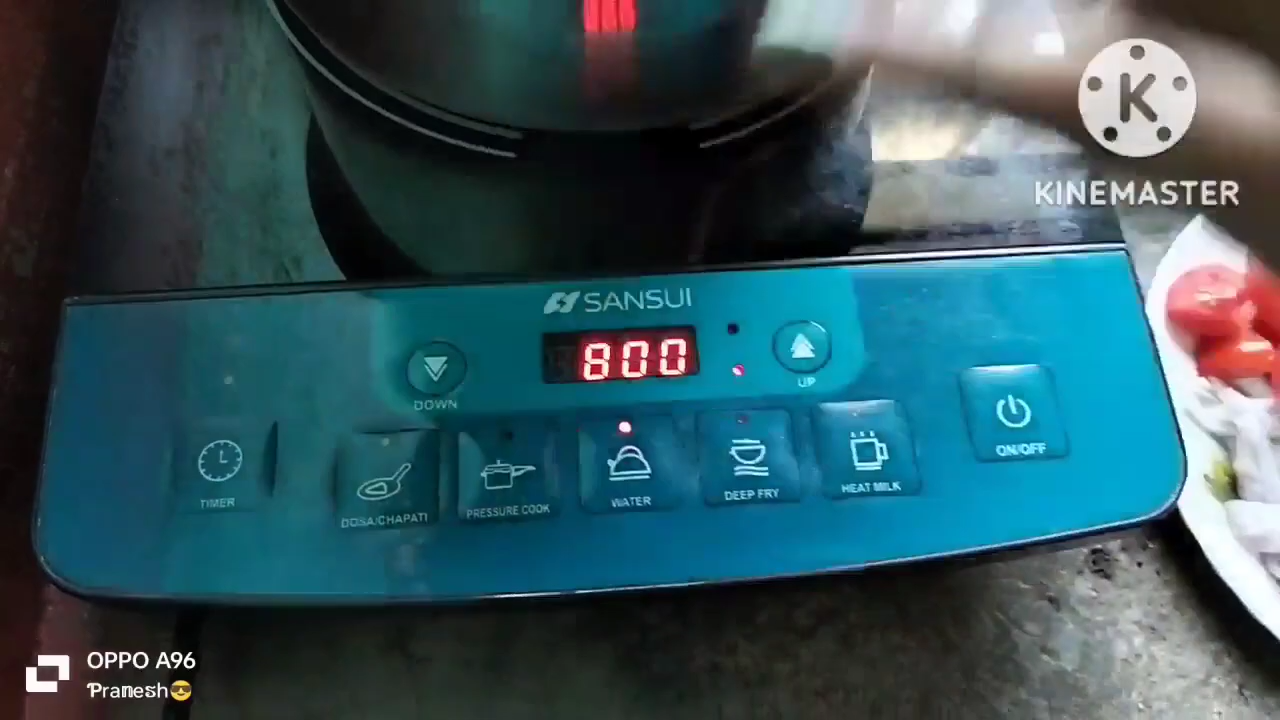 K
KINEMASTER
SANSUI
800
DOWN
UP
TIMER
DOSA/CHAPATI
PRESSURE COOK
WATER
DEEP FRY
HEAT MILK
ON/OFF
OPPO A96
Pramesh😎